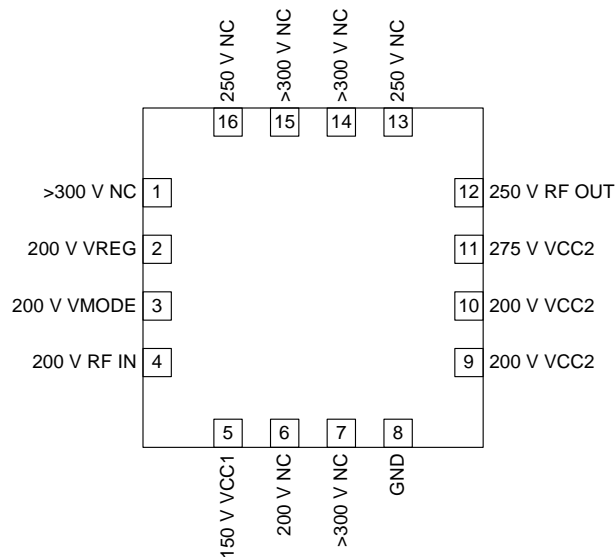 250 V NC
>300 V NC
>300 V NC
250 V NC
16
15
14
13
>300 V NC
1
12
250 V RF OUT
200 V VREG
2
11
275 V VCC2
200 V VMODE
3
10
200 V VCC2
200 V RF IN
4
9
200 V VCC2
5
6
7
8
150 V VCC1
200 V NC
>300 V NC
GND